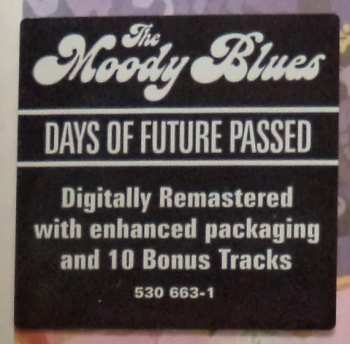 The
Moody Blues
DAYS OF FUTURE PASSED
Digitally Remastered
with enhanced packaging
and 10 Bonus Tracks
530 663-1